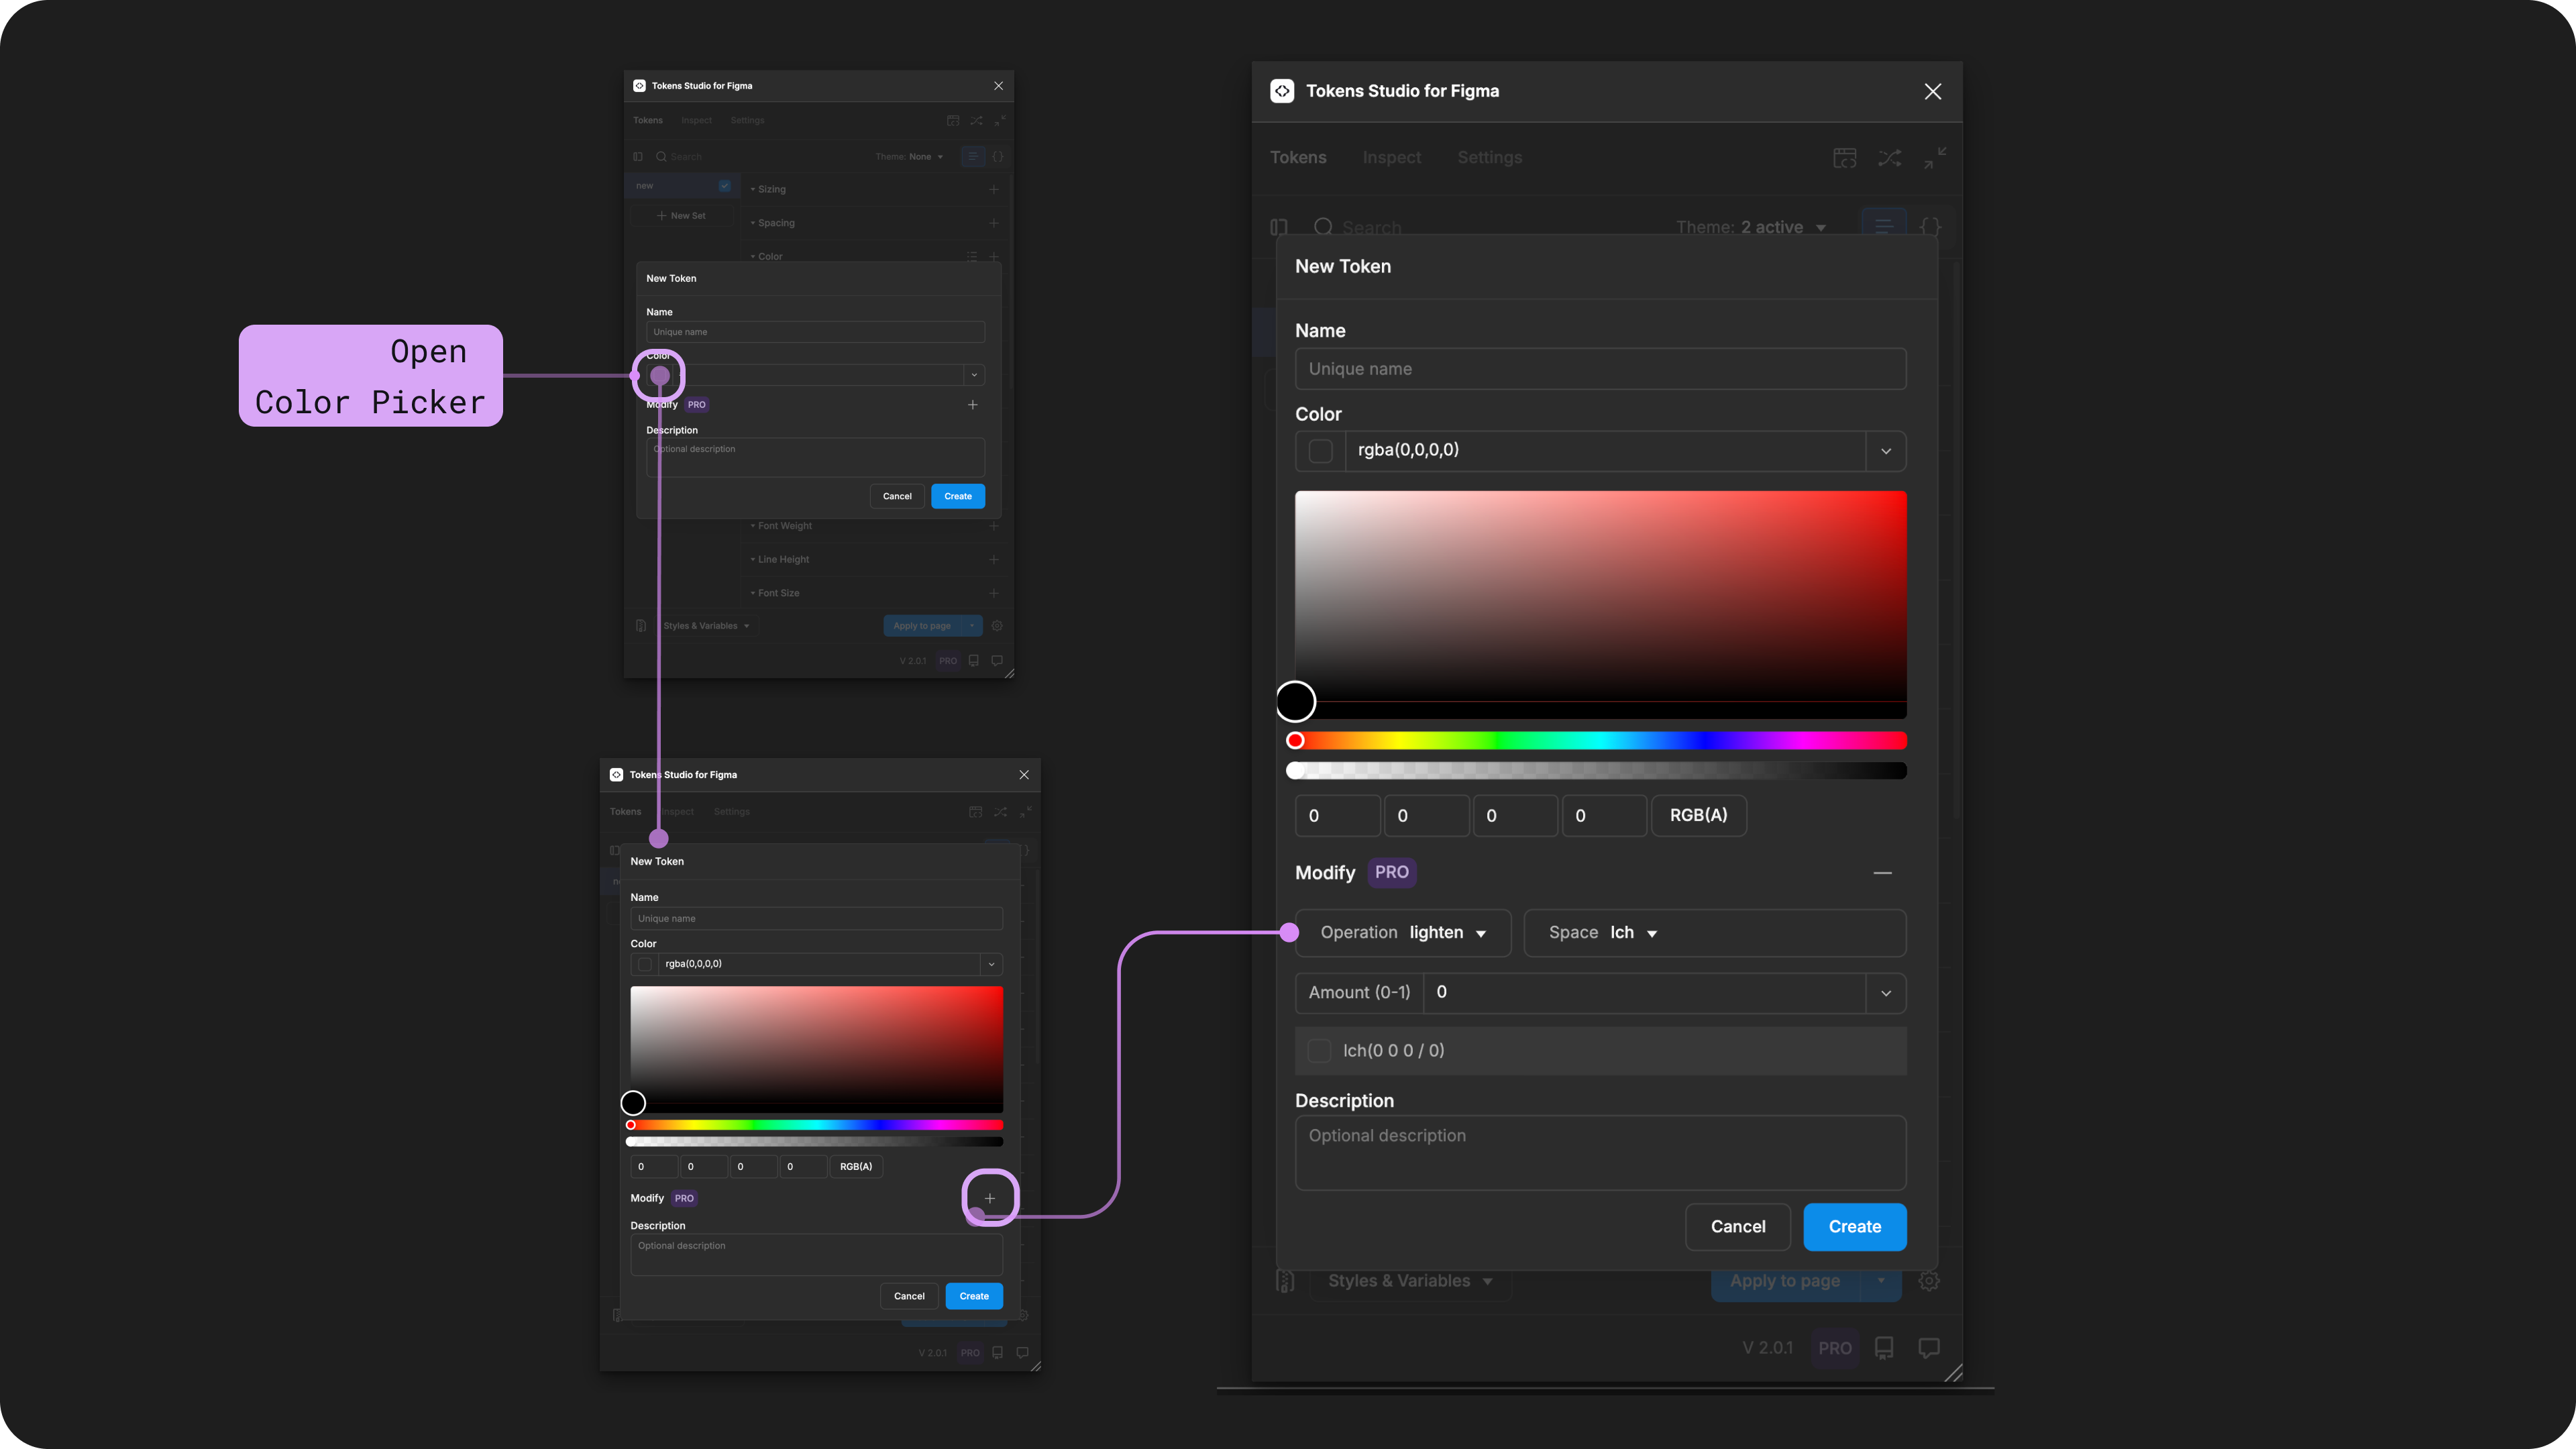 Open
Color Picker
Tokens Studio for Figma
Tokens Inspect Settings
Search Theme: None
new
New Set
Sizing
Spacing
Color
New Token
Name
Unique name
Color
Modify PRO
Description
Optional description
Cancel Create
Font Weight
Line Height
Font Size
Styles & Variables Apply to page
V 2.0.1 PRO
Tokens Studio for Figma
Tokens Inspect Settings
New Token
Name
Unique name
Color
rgba(0,0,0,0)
0 0 0 0 RGB(A)
Modify PRO
Description
Optional description
Cancel Create
V 2.0.1 PRO
Tokens Studio for Figma
Tokens Inspect Settings
Search Theme: 2 active
New Token
Name
Unique name
Color
rgba(0,0,0,0)
0 0 0 0 RGB(A)
Modify PRO
Operation lighten Space lch
Amount (0-1) 0
lch(0 0 0 / 0)
Description
Optional description
Cancel Create
Styles & Variables Apply to page
V 2.0.1 PRO